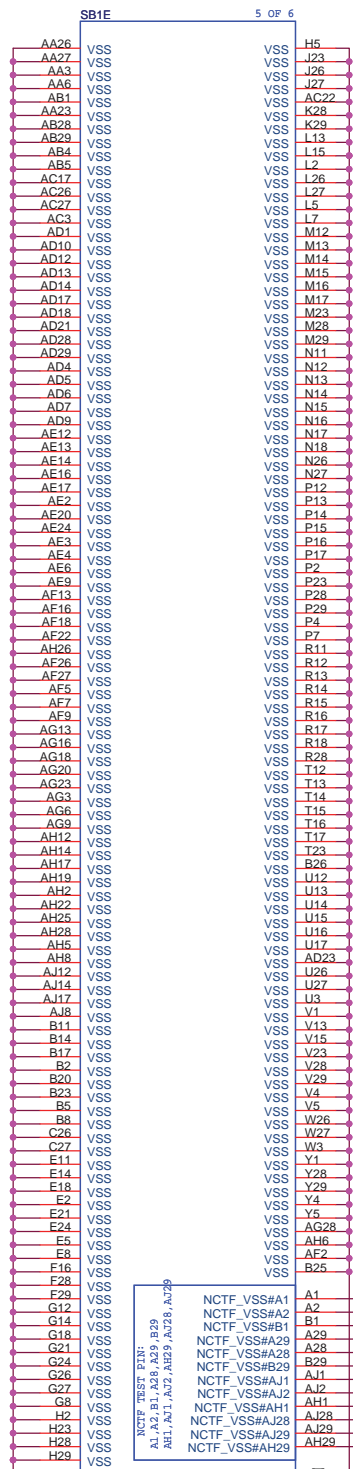 SB1E 5 OF 6
AA26 VSS VSS H5
AA27 VSS VSS J23
AA3 VSS VSS J26
AA6 VSS VSS J27
AB1 VSS VSS AC22
AA23 VSS VSS K28
AB28 VSS VSS K29
AB29 VSS VSS L13
AB4 VSS VSS L15
AB5 VSS VSS L2
AC17 VSS VSS L26
AC26 VSS VSS L27
AC27 VSS VSS L5
AC3 VSS VSS L7
AD1 VSS VSS M12
AD10 VSS VSS M13
AD12 VSS VSS M14
AD13 VSS VSS M15
AD14 VSS VSS M16
AD17 VSS VSS M17
AD18 VSS VSS M23
AD21 VSS VSS M28
AD28 VSS VSS M29
AD29 VSS VSS N11
AD4 VSS VSS N12
AD5 VSS VSS N13
AD6 VSS VSS N14
AD7 VSS VSS N15
AD9 VSS VSS N16
AE12 VSS VSS N17
AE13 VSS VSS N18
AE14 VSS VSS N26
AE16 VSS VSS N27
AE17 VSS VSS P12
AE2 VSS VSS P13
AE20 VSS VSS P14
AE24 VSS VSS P15
AE3 VSS VSS P16
AE4 VSS VSS P17
AE6 VSS VSS P2
AE9 VSS VSS P23
AF13 VSS VSS P28
AF16 VSS VSS P29
AF18 VSS VSS P4
AF22 VSS VSS P7
AH26 VSS VSS R11
AF26 VSS VSS R12
AF27 VSS VSS R13
AF5 VSS VSS R14
AF7 VSS VSS R15
AF9 VSS VSS R16
AG13 VSS VSS R17
AG16 VSS VSS R18
AG18 VSS VSS R28
AG20 VSS VSS T12
AG23 VSS VSS T13
AG3 VSS VSS T14
AG6 VSS VSS T15
AG9 VSS VSS T16
AH12 VSS VSS T17
AH14 VSS VSS T23
AH17 VSS VSS B26
AH19 VSS VSS U12
AH2 VSS VSS U13
AH22 VSS VSS U14
AH25 VSS VSS U15
AH28 VSS VSS U16
AH5 VSS VSS U17
AH8 VSS VSS AD23
AJ12 VSS VSS U26
AJ14 VSS VSS U27
AJ17 VSS VSS U3
AJ8 VSS VSS V1
B11 VSS VSS V13
B14 VSS VSS V15
B17 VSS VSS V23
B2 VSS VSS V28
B20 VSS VSS V29
B23 VSS VSS V4
B5 VSS VSS V5
B8 VSS VSS W26
C26 VSS VSS W27
C27 VSS VSS W3
E11 VSS VSS Y1
E14 VSS VSS Y28
E18 VSS VSS Y29
E2 VSS VSS Y4
E21 VSS VSS Y5
E24 VSS VSS AG28
E5 VSS VSS AH6
E8 VSS VSS AF2
F16 VSS VSS B25
F28 VSS
F29 VSS NCTF_VSS#A1 A1
G12 VSS NCTF_VSS#A2 A2
G14 VSS NCTF_VSS#B1 B1
G18 VSS NCTF_VSS#A29 A29
G21 VSS NCTF_VSS#A28 A28
G24 VSS NCTF_VSS#B29 B29
G26 VSS NCTF_VSS#AJ1 AJ1
G27 VSS NCTF_VSS#AJ2 AJ2
G8 VSS NCTF_VSS#AH1 AH1
H2 VSS NCTF_VSS#AJ28 AJ28
H23 VSS NCTF_VSS#AJ29 AJ29
H28 VSS NCTF_VSS#AH29 AH29
H29 VSS
NCTF TEST PIN:
A1,A2,B1,A28,A29,B29
AH1,AJ1,AJ2,AH29,AJ28,AJ29